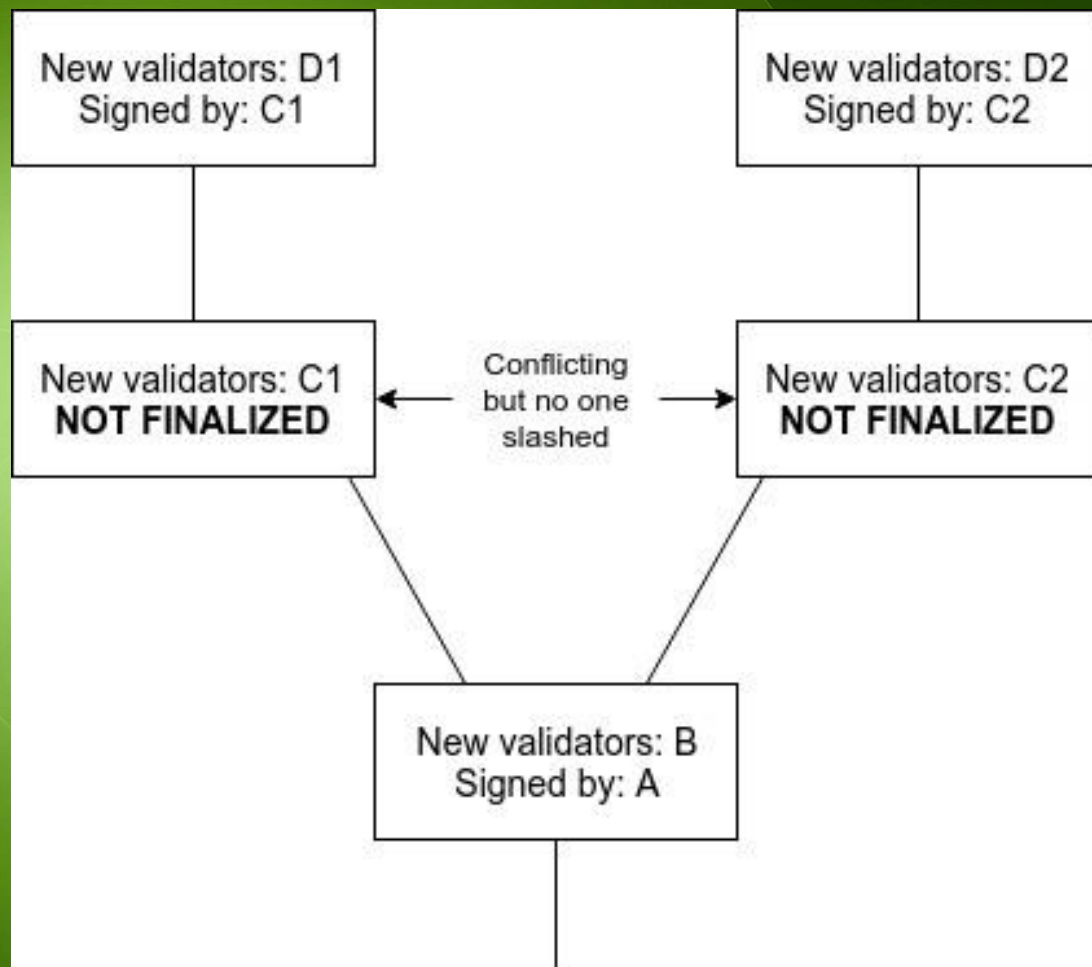 New validators: D1
Signed by: C1
New validators: D2
Signed by: C2
New validators: C1
NOT FINALIZED
Conflicting
but no one
slashed
New validators: C2
NOT FINALIZED
New validators: B
Signed by: A